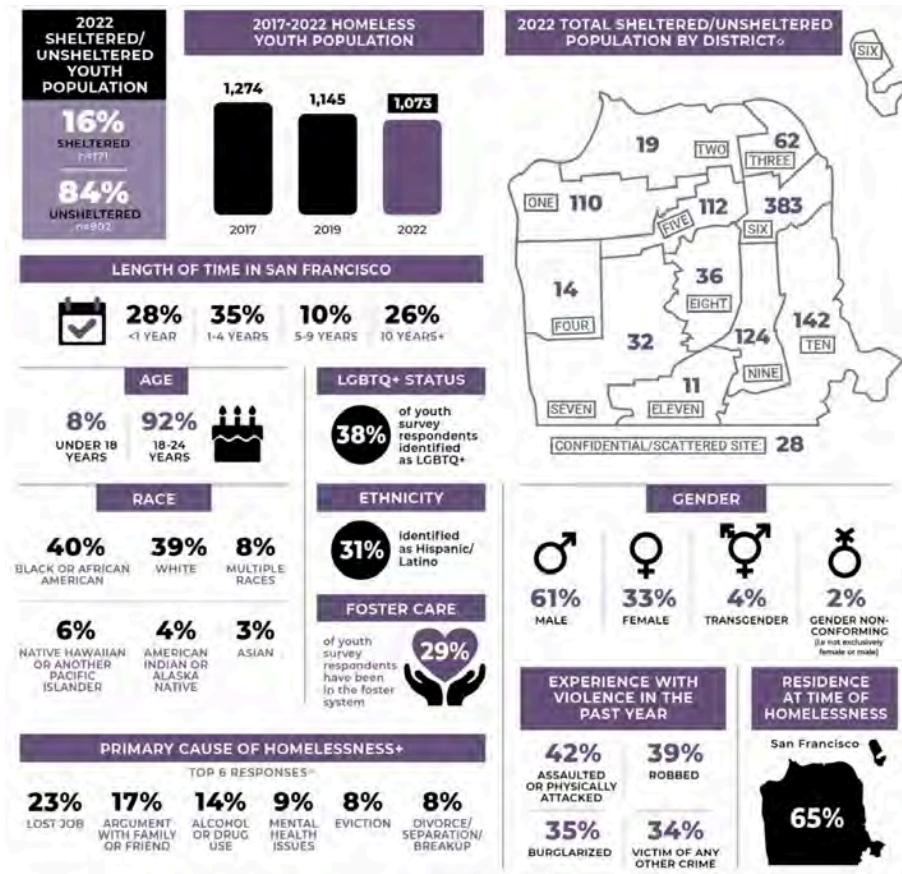 2022
SHELTERED/
UNSHELTERED
YOUTH
POPULATION
16%
SHELTERED
n=171
84%
UNSHELTERED
n=902
2017-2022 HOMELESS
YOUTH POPULATION
1,274
1,145
1,073
2017
2019
2022
2022 TOTAL SHELTERED/UNSHELTERED
POPULATION BY DISTRICT◊
SIX
19
TWO
62
THREE
ONE
110
FIVE
112
383
SIX
14
FOUR
36
EIGHT
32
124
NINE
142
TEN
SEVEN
11
ELEVEN
CONFIDENTIAL/SCATTERED SITE: 28
LENGTH OF TIME IN SAN FRANCISCO
28%
<1 YEAR
35%
1-4 YEARS
10%
5-9 YEARS
26%
10 YEARS+
AGE
8%
UNDER 18
YEARS
92%
18-24
YEARS
LGBTQ+ STATUS
38%
of youth
survey
respondents
identified
as LGBTQ+
RACE
40%
BLACK OR AFRICAN
AMERICAN
39%
WHITE
8%
MULTIPLE
RACES
6%
NATIVE HAWAIIAN
OR ANOTHER
PACIFIC
ISLANDER
4%
AMERICAN
INDIAN OR
ALASKA
NATIVE
3%
ASIAN
ETHNICITY
31%
Identified
as Hispanic/
Latino
FOSTER CARE
of youth
survey
respondents
have been
in the foster
system
29%
GENDER
61%
MALE
33%
FEMALE
4%
TRANSGENDER
2%
GENDER NON-
CONFORMING
(i.e not exclusively
female or male)
PRIMARY CAUSE OF HOMELESSNESS+
TOP 6 RESPONSES
23%
LOST JOB
17%
ARGUMENT
WITH FAMILY
OR FRIEND
14%
ALCOHOL
OR DRUG
USE
9%
MENTAL
HEALTH
ISSUES
8%
EVICTION
8%
DIVORCE/
SEPARATION/
BREAKUP
EXPERIENCE WITH
VIOLENCE IN THE
PAST YEAR
42%
ASSAULTED
OR PHYSICALLY
ATTACKED
39%
ROBBED
35%
BURGLARIZED
34%
VICTIM OF ANY
OTHER CRIME
RESIDENCE
AT TIME OF
HOMELESSNESS
San Francisco
65%